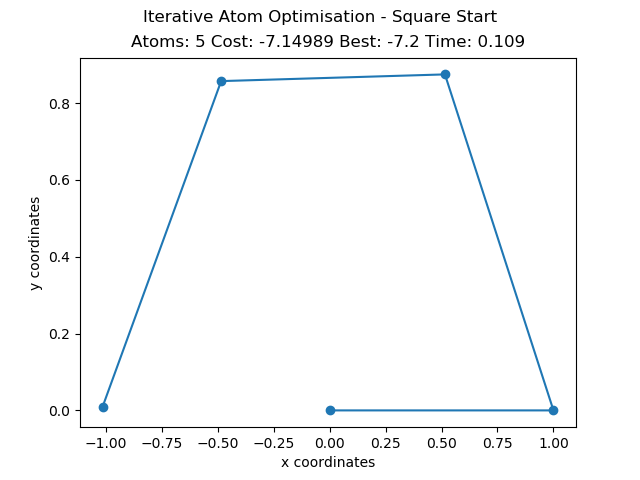 Iterative Atom Optimisation - Square Start
Atoms: 5 Cost: -7.14989 Best: -7.2 Time: 0.109
y coordinates
0.8
0.6
0.4
0.2
0.0
−1.00 −0.75 −0.50 −0.25 0.00 0.25 0.50 0.75 1.00
x coordinates